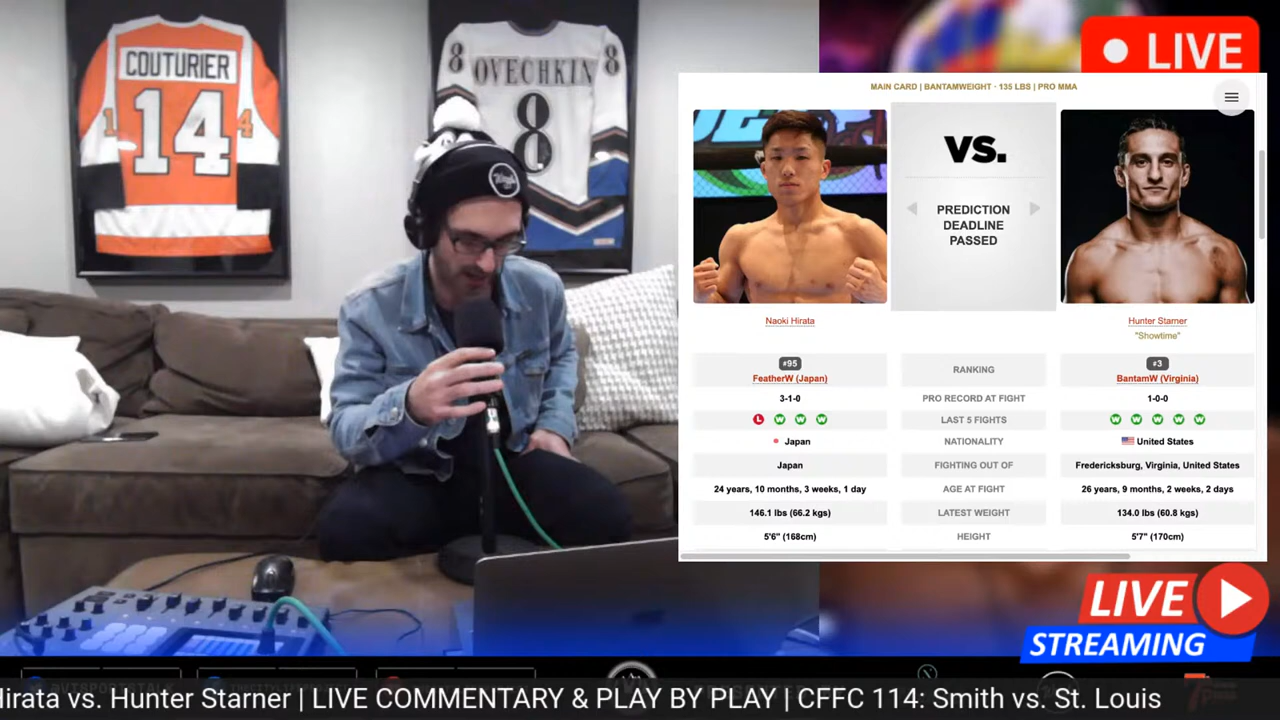 COUTURIER
14
1
4
8
OVECHKIN
8
8
LIVE
MAIN CARD | BANTAMWEIGHT · 135 LBS | PRO MMA
VS.
PREDICTION
DEADLINE
PASSED
Naoki Hirata
Hunter Starner
"Showtime"
#95
FeatherW (Japan)
RANKING
#3
BantamW (Virginia)
3-1-0
PRO RECORD AT FIGHT
1-0-0
L W W W
LAST 5 FIGHTS
W W W W W
Japan
NATIONALITY
United States
Japan
FIGHTING OUT OF
Fredericksburg, Virginia, United States
24 years, 10 months, 3 weeks, 1 day
AGE AT FIGHT
26 years, 9 months, 2 weeks, 2 days
146.1 lbs (66.2 kgs)
LATEST WEIGHT
134.0 lbs (60.8 kgs)
5'6" (168cm)
HEIGHT
5'7" (170cm)
LIVE
STREAMING
Hirata vs. Hunter Starner | LIVE COMMENTARY & PLAY BY PLAY | CFFC 114: Smith vs. St. Louis